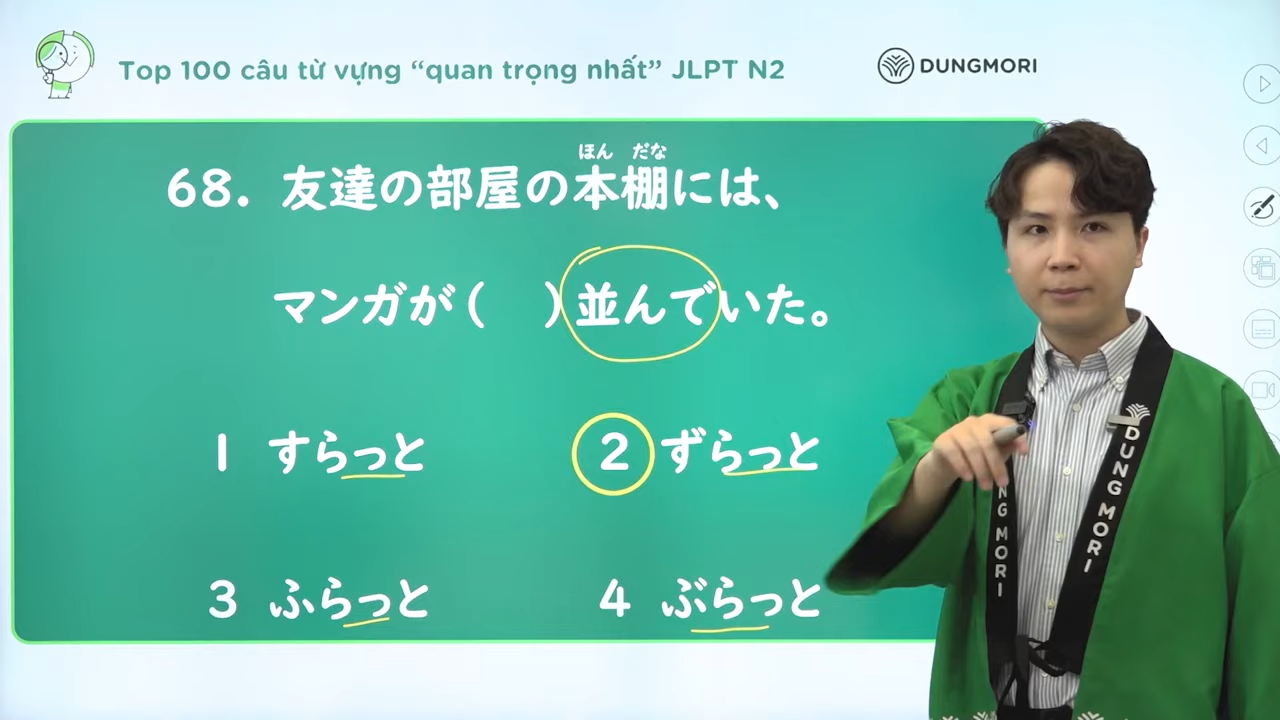 Top 100 câu từ vựng “quan trọng nhất” JLPT N2
DUNGMORI
ほん だな
68. 友達の部屋の本棚には、
マンガが(　)並んでいた。
1 すらっと
2 ずらっと
3 ふらっと
4 ぶらっと
NG MORI
DUNG MORI